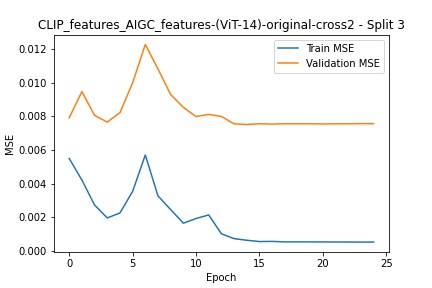 CLIP_features_AIGC_features-(ViT-14)-original-cross2 - Split 3
Train MSE
Validation MSE
MSE
0.012
0.010
0.008
0.006
0.004
0.002
0.000
0 5 10 15 20 25
Epoch